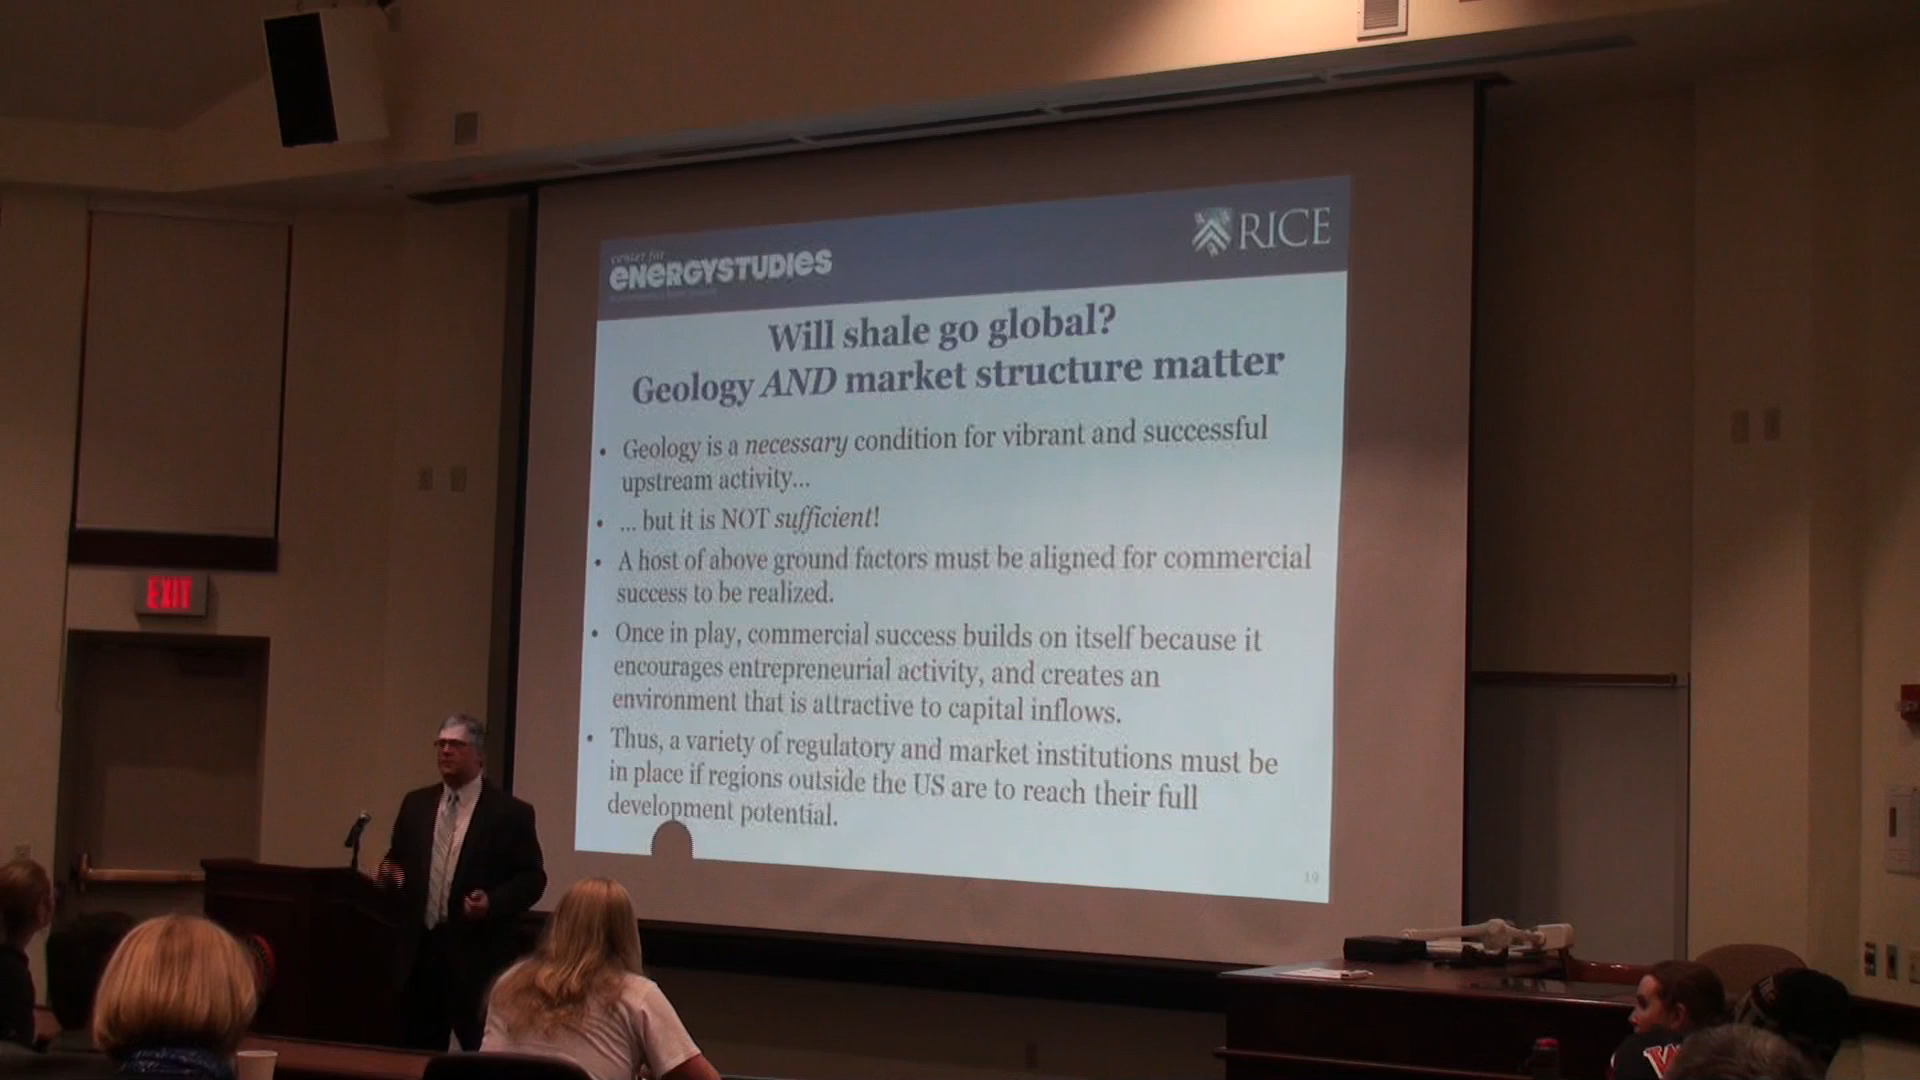 center for
ENERGYSTUDIES
RICE
Will shale go global?
Geology AND market structure matter
• Geology is a necessary condition for vibrant and successful
upstream activity...
• ... but it is NOT sufficient!
• A host of above ground factors must be aligned for commercial
success to be realized.
• Once in play, commercial success builds on itself because it
encourages entrepreneurial activity, and creates an
environment that is attractive to capital inflows.
• Thus, a variety of regulatory and market institutions must be
in place if regions outside the US are to reach their full
development potential.
19
EXIT